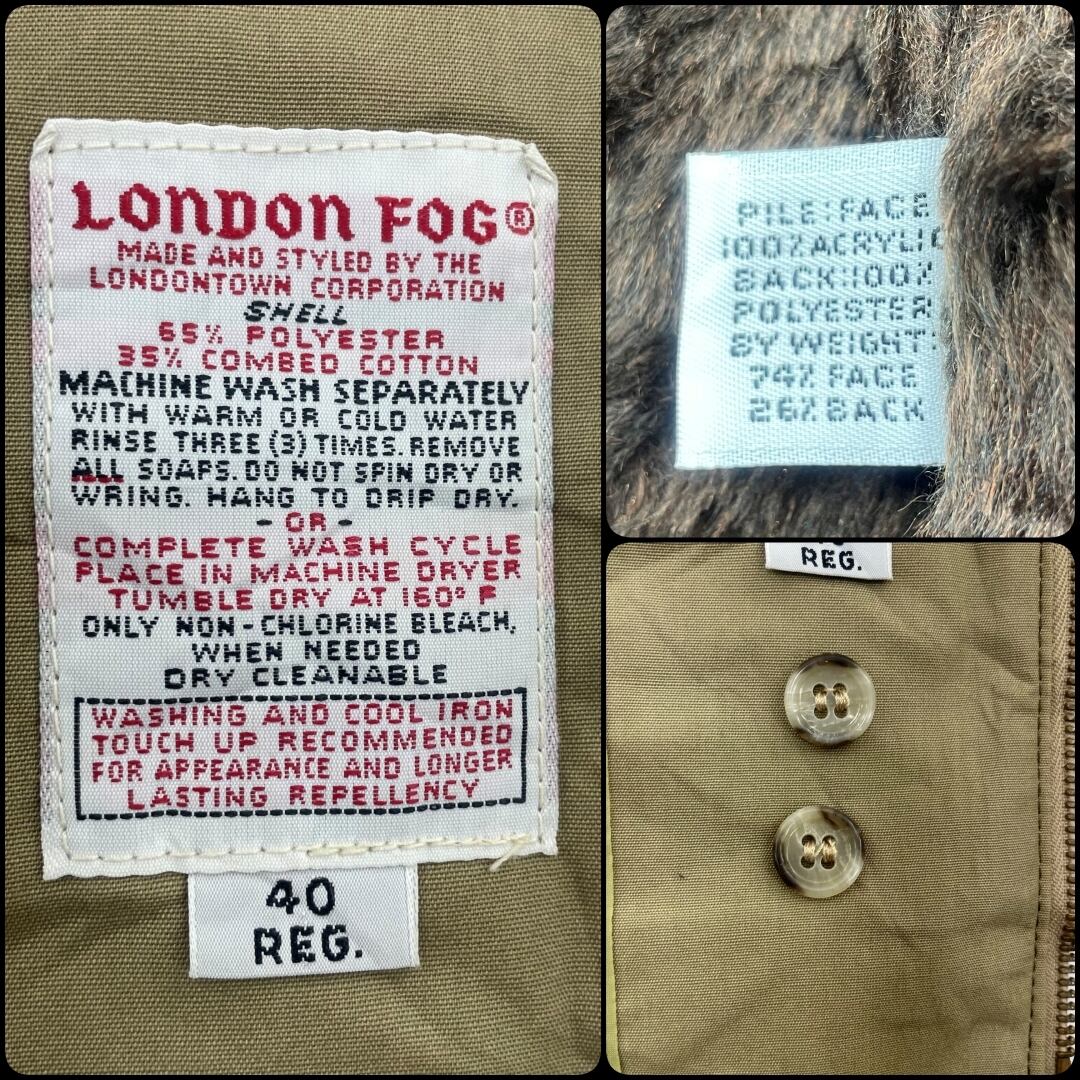 LONDON FOG®
MADE AND STYLED BY THE
LONDONTOWN CORPORATION
SHELL
65% POLYESTER
35% COMBED COTTON
MACHINE WASH SEPARATELY
WITH WARM OR COLD WATER
RINSE THREE (3) TIMES. REMOVE
ALL SOAPS. DO NOT SPIN DRY OR
WRING. HANG TO DRIP DRY.
- OR -
COMPLETE WASH CYCLE
PLACE IN MACHINE DRYER
TUMBLE DRY AT 160° F
ONLY NON-CHLORINE BLEACH,
WHEN NEEDED
DRY CLEANABLE
WASHING AND COOL IRON
TOUCH UP RECOMMENDED
FOR APPEARANCE AND LONGER
LASTING REPELLENCY
40
REG.
PILE: FACE
100% ACRYLIC
BACK: 100%
POLYESTER
BY WEIGHT:
74% FACE
26% BACK
REG.